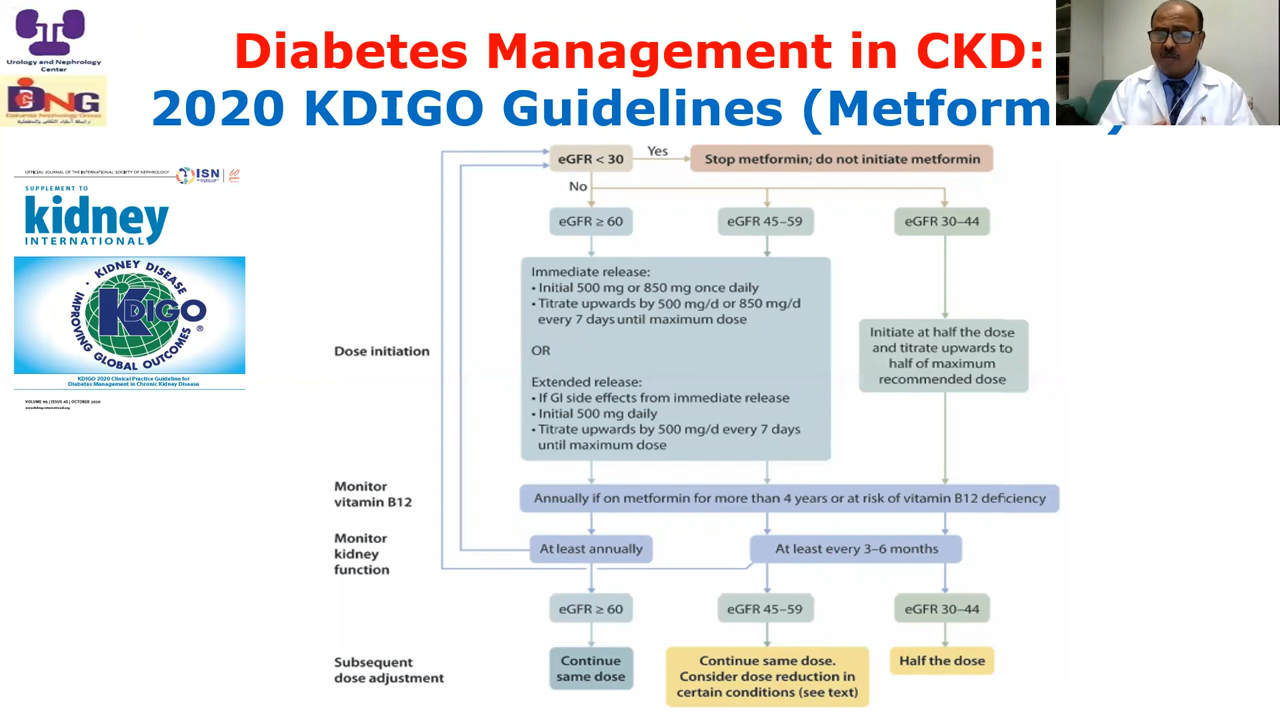 Urology and Nephrology
Center
DNG
Diabetes Management in CKD:
2020 KDIGO Guidelines (Metform
OFFICIAL JOURNAL OF THE INTERNATIONAL SOCIETY OF NEPHROLOGY
ISN
60
SUPPLEMENT TO
kidney
INTERNATIONAL
KIDNEY DISEASE
KDIGO
®
IMPROVING GLOBAL OUTCOMES
KDIGO 2020 Clinical Practice Guideline for
Diabetes Management in Chronic Kidney Disease
eGFR < 30
Yes
Stop metformin; do not initiate metformin
No
eGFR ≥ 60
eGFR 45–59
eGFR 30–44
Dose initiation
Immediate release:
• Initial 500 mg or 850 mg once daily
• Titrate upwards by 500 mg/d or 850 mg/d
every 7 days until maximum dose
OR
Extended release:
• If GI side effects from immediate release
• Initial 500 mg daily
• Titrate upwards by 500 mg/d every 7 days
until maximum dose
Initiate at half the dose
and titrate upwards to
half of maximum
recommended dose
Monitor
vitamin B12
Annually if on metformin for more than 4 years or at risk of vitamin B12 deficiency
Monitor
kidney
function
At least annually
At least every 3–6 months
eGFR ≥ 60
eGFR 45–59
eGFR 30–44
Subsequent
dose adjustment
Continue
same dose
Continue same dose.
Consider dose reduction in
certain conditions (see text)
Half the dose